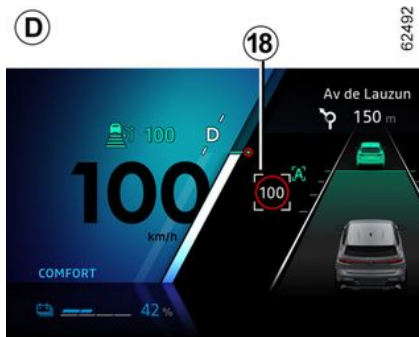 D
18
62492
Av de Lauzun
150 m
100
D
100
km/h
100
A
COMFORT
42 %